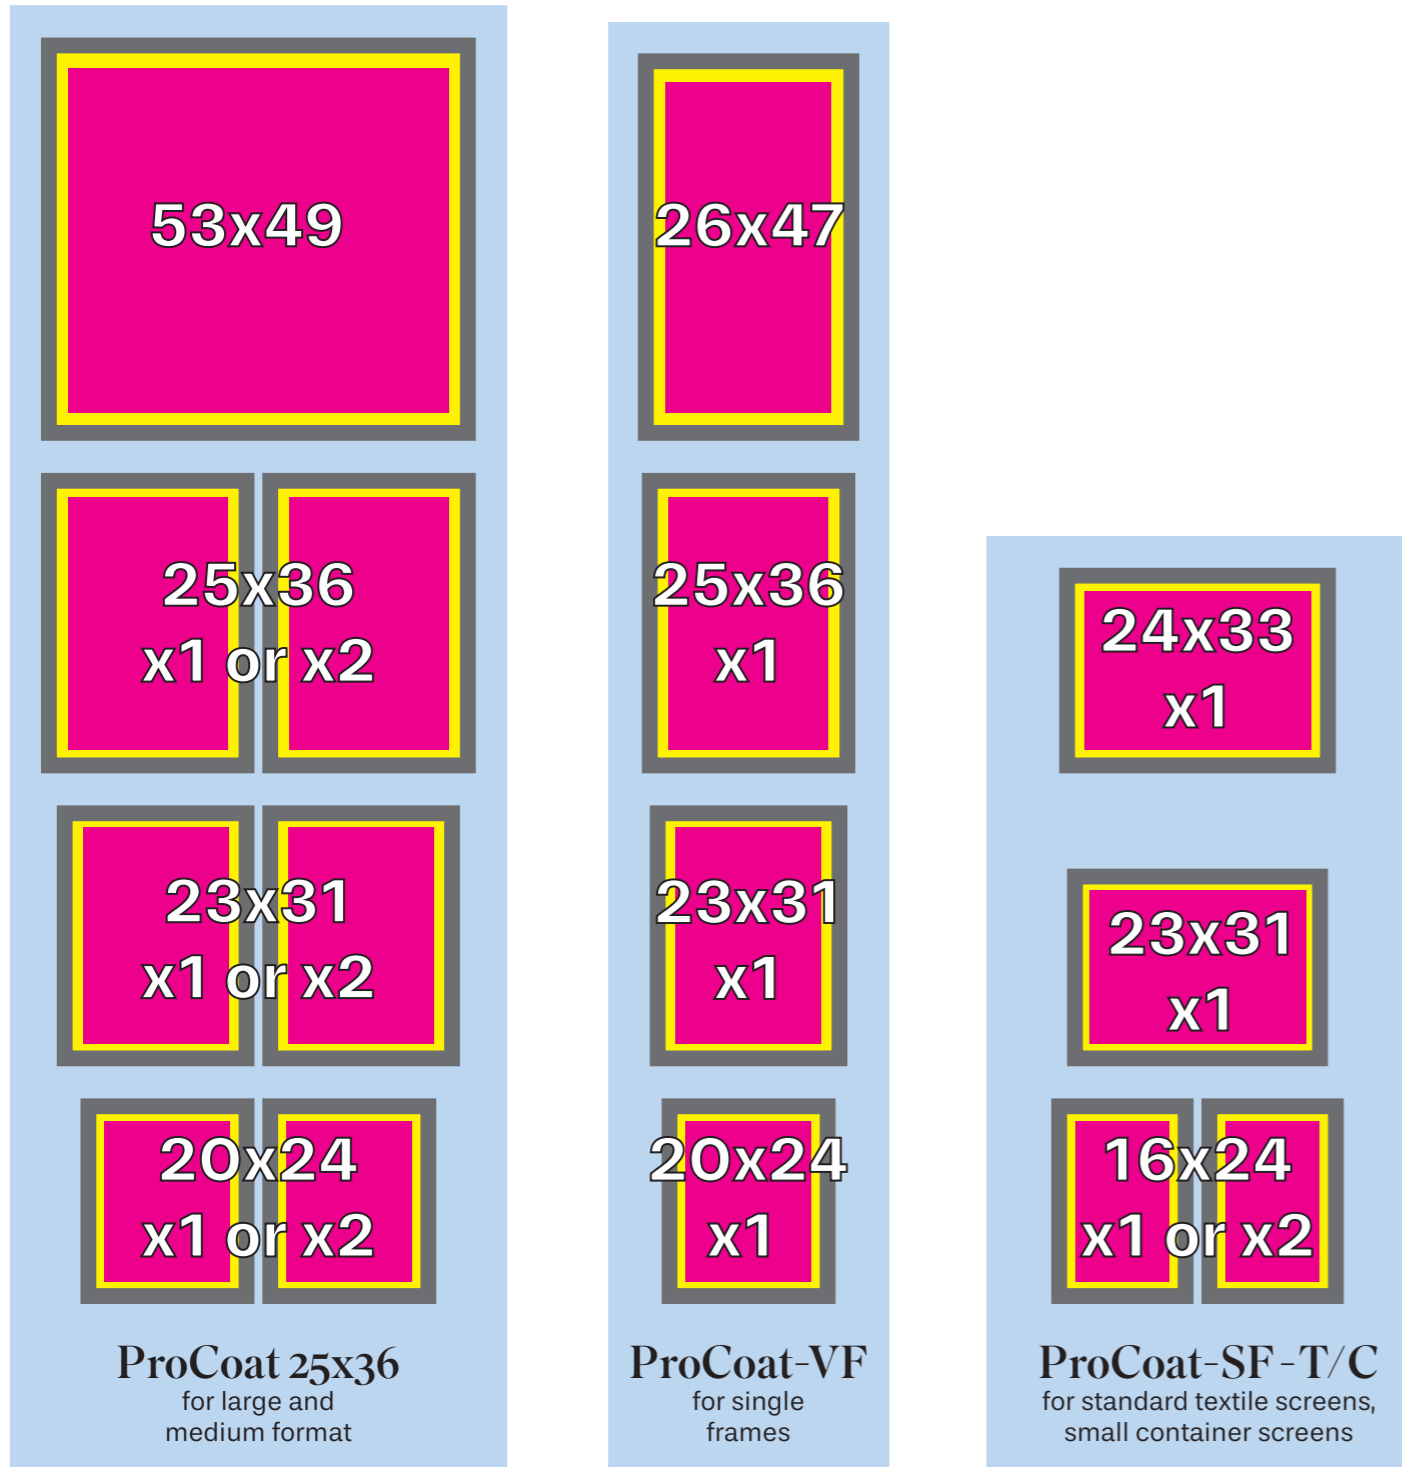 53x49
25x36
x1 or x2
23x31
x1 or x2
20x24
x1 or x2
ProCoat 25x36
for large and
medium format
26x47
25x36
x1
23x31
x1
20x24
x1
ProCoat-VF
for single
frames
24x33
x1
23x31
x1
16x24
x1 or x2
ProCoat-SF-T/C
for standard textile screens,
small container screens